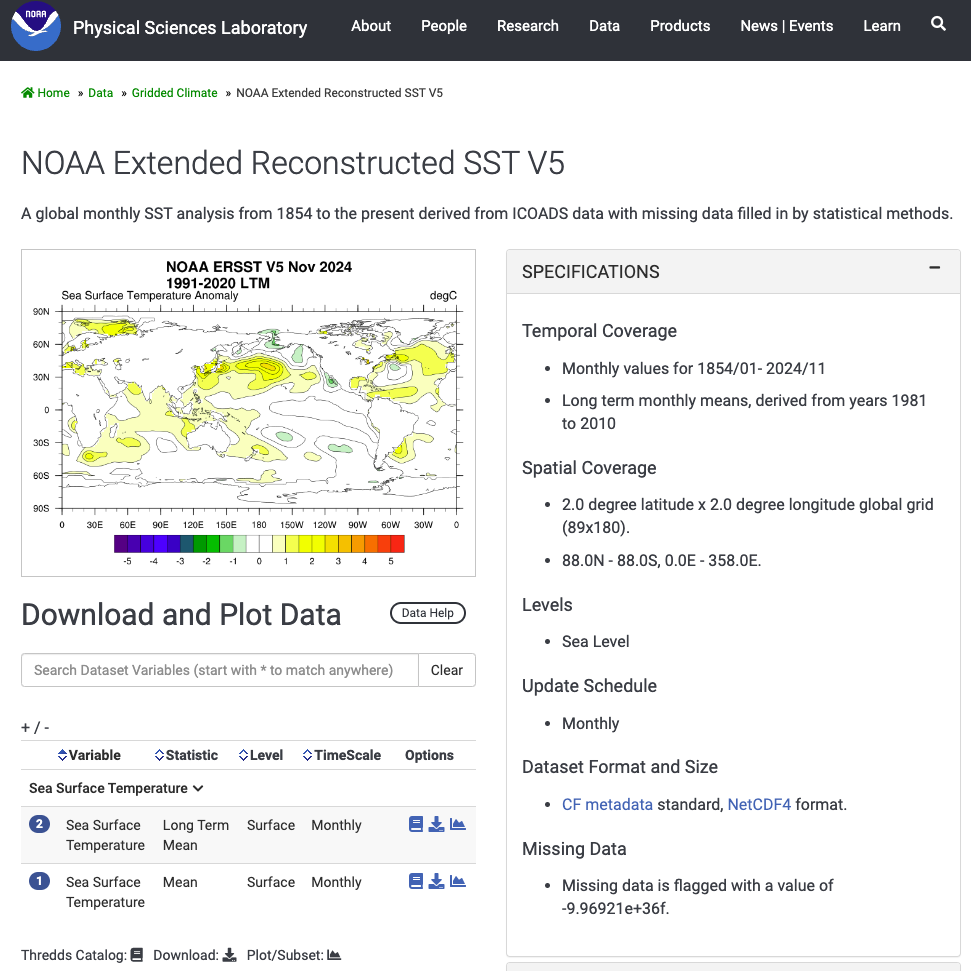 NOAA
Physical Sciences Laboratory
About
People
Research
Data
Products
News | Events
Learn
Home » Data » Gridded Climate » NOAA Extended Reconstructed SST V5
NOAA Extended Reconstructed SST V5
A global monthly SST analysis from 1854 to the present derived from ICOADS data with missing data filled in by statistical methods.
NOAA ERSST V5 Nov 2024
1991-2020 LTM
Sea Surface Temperature Anomaly degC
90N
60N
30N
0
30S
60S
90S
0 30E 60E 90E 120E 150E 180 150W 120W 90W 60W 30W 0
-5 -4 -3 -2 -1 0 1 2 3 4 5
Download and Plot Data
Data Help
Search Dataset Variables (start with * to match anywhere)
Clear
+ / -
Variable Statistic Level TimeScale Options
Sea Surface Temperature
2 Sea Surface Long Term Surface Monthly
Temperature Mean
1 Sea Surface Mean Surface Monthly
Temperature
Thredds Catalog: Download: Plot/Subset:
SPECIFICATIONS
Temporal Coverage
• Monthly values for 1854/01- 2024/11
• Long term monthly means, derived from years 1981
to 2010
Spatial Coverage
• 2.0 degree latitude x 2.0 degree longitude global grid
(89x180).
• 88.0N - 88.0S, 0.0E - 358.0E.
Levels
• Sea Level
Update Schedule
• Monthly
Dataset Format and Size
• CF metadata standard, NetCDF4 format.
Missing Data
• Missing data is flagged with a value of
-9.96921e+36f.